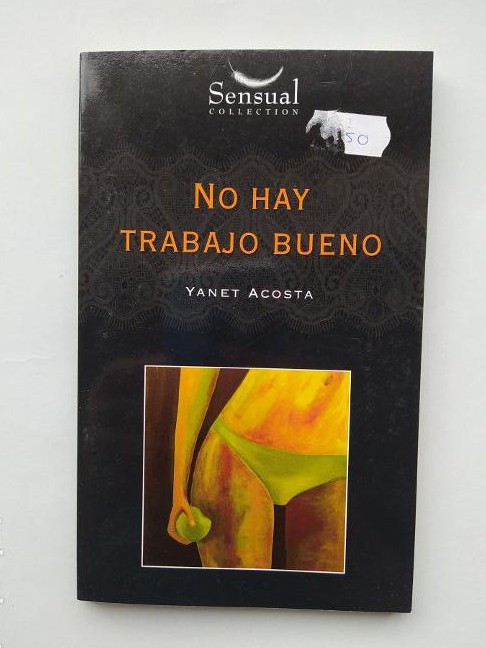 Sensual
COLLECTION
50
NO HAY
TRABAJO BUENO
YANET ACOSTA